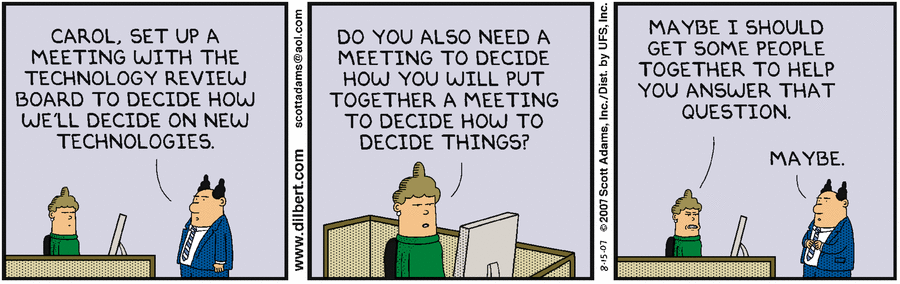 CAROL, SET UP A
MEETING WITH THE
TECHNOLOGY REVIEW
BOARD TO DECIDE HOW
WE'LL DECIDE ON NEW
TECHNOLOGIES.
www.dilbert.com scottadams@aol.com
DO YOU ALSO NEED A
MEETING TO DECIDE
HOW YOU WILL PUT
TOGETHER A MEETING
TO DECIDE HOW TO
DECIDE THINGS?
8-15-07 © 2007 Scott Adams, Inc./Dist. by UFS, Inc.
MAYBE I SHOULD
GET SOME PEOPLE
TOGETHER TO HELP
YOU ANSWER THAT
QUESTION.
MAYBE.